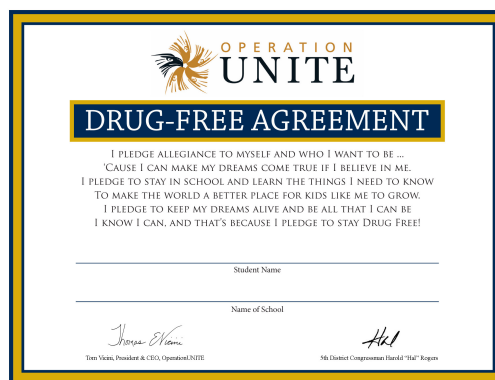 OPERATION
UNITE
DRUG-FREE AGREEMENT
I PLEDGE ALLEGIANCE TO MYSELF AND WHO I WANT TO BE ...
'CAUSE I CAN MAKE MY DREAMS COME TRUE IF I BELIEVE IN ME.
I PLEDGE TO STAY IN SCHOOL AND LEARN THE THINGS I NEED TO KNOW
TO MAKE THE WORLD A BETTER PLACE FOR KIDS LIKE ME TO GROW.
I PLEDGE TO KEEP MY DREAMS ALIVE AND BE ALL THAT I CAN BE
I KNOW I CAN, AND THAT'S BECAUSE I PLEDGE TO STAY DRUG FREE!
Student Name
Name of School
Thomas Vicini Hal
Tom Vicini, President & CEO, OperationUNITE 5th District Congressman Harold "Hal" Rogers